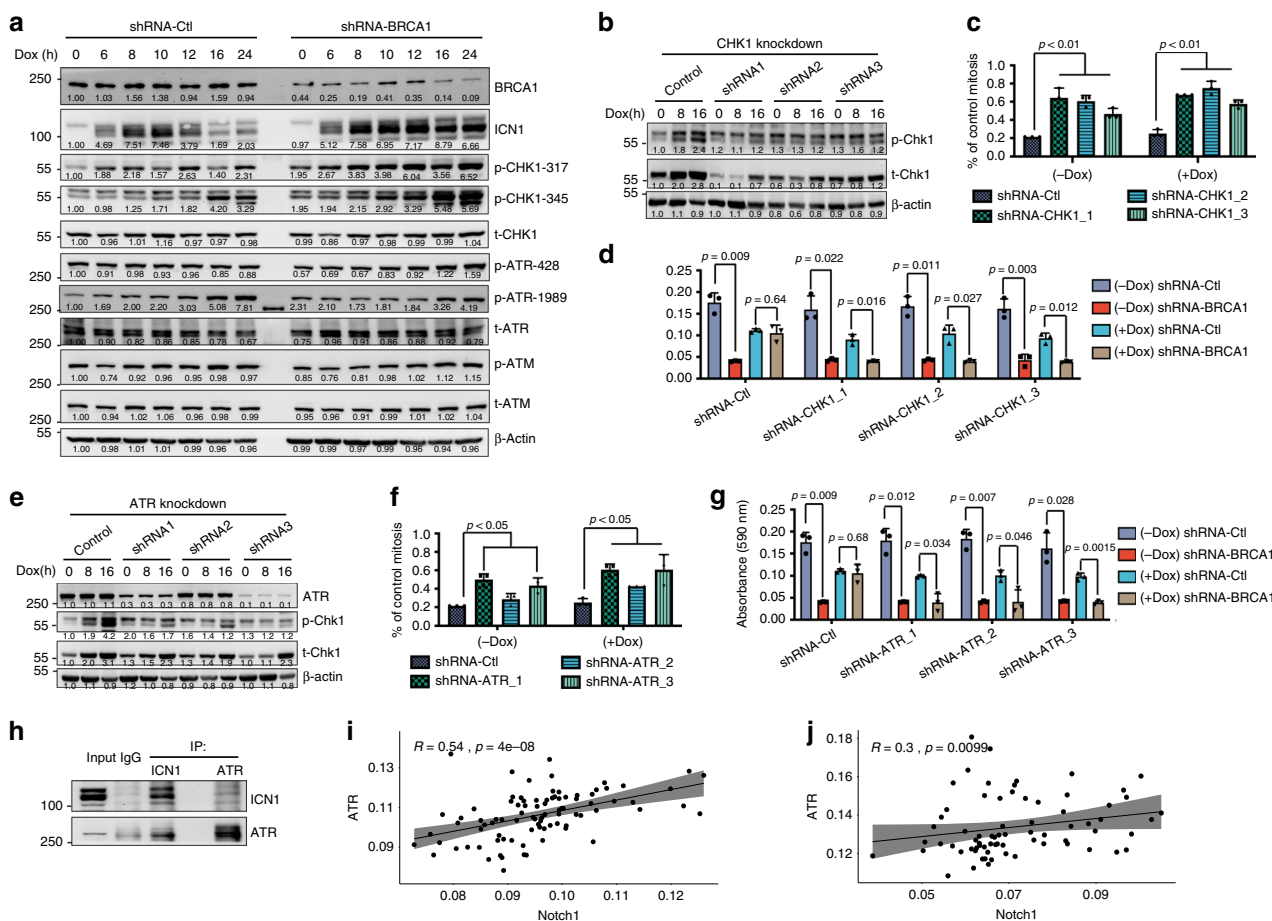 a
shRNA-Ctl shRNA-BRCA1
Dox (h) 0 6 8 10 12 16 24 0 6 8 10 12 16 24
250 BRCA1
1.00 1.03 1.56 1.38 0.94 1.59 0.94 0.44 0.25 0.19 0.41 0.35 0.14 0.09
100 ICN1
1.00 4.69 7.51 7.46 3.79 1.69 2.03 0.97 5.12 7.58 6.95 7.17 8.79 6.66
55 p-CHK1-317
1.00 1.88 2.18 1.57 2.63 1.40 2.31 1.95 2.67 3.83 3.98 6.04 3.56 6.52
55 p-CHK1-345
1.00 0.98 1.25 1.71 1.82 4.20 3.29 1.95 1.94 2.15 2.92 3.29 5.48 5.69
55 t-CHK1
1.00 0.96 1.01 1.16 0.97 0.97 0.98 0.99 0.86 0.97 0.98 0.99 0.99 1.04
250 p-ATR-428
1.00 0.91 0.98 0.93 0.96 0.85 0.88 0.57 0.69 0.67 0.83 0.92 1.22 1.59
250 p-ATR-1989
1.00 1.69 2.00 2.20 3.03 5.08 7.81 2.31 2.10 1.73 1.81 1.84 3.26 4.19
250 t-ATR
1.00 0.90 0.82 0.86 0.85 0.78 0.67 0.75 0.96 0.83 0.91 0.88 0.92 0.79
250 p-ATM
1.00 0.74 0.92 0.96 0.95 0.98 0.97 0.85 0.76 0.81 0.98 1.02 1.12 1.15
250 t-ATM
1.00 0.94 1.02 1.06 0.96 0.98 0.99 0.95 0.96 0.91 0.99 1.01 1.02 1.04
55 β-Actin
1.00 0.98 1.01 1.01 0.99 0.96 0.96 0.99 0.99 0.97 0.99 0.96 0.94 0.96
b
CHK1 knockdown
Control shRNA1 shRNA2 shRNA3
Dox(h) 0 8 16 0 8 16 0 8 16 0 8 16
55 p-Chk1
1.0 1.8 2.4 1.2 1.1 1.2 1.3 1.3 1.2 1.3 1.6 1.2
55 t-Chk1
1.0 2.0 2.8 0.1 0.1 0.7 0.6 0.3 0.8 0.7 0.8 1.2
55 β-actin
1.0 1.1 0.9 1.0 1.1 0.9 0.8 0.6 0.8 0.9 0.8 0.9
c
p < 0.01 p < 0.01
% of control mitosis
1.0
0.8
0.6
0.4
0.2
0.0
(–Dox) (+Dox)
shRNA-Ctl shRNA-CHK1_2
shRNA-CHK1_1 shRNA-CHK1_3
d
p = 0.009 p = 0.64 p = 0.022 p = 0.016 p = 0.011 p = 0.027 p = 0.003 p = 0.012
0.20
0.15
0.10
0.05
0.00
shRNA-Ctl shRNA-CHK1_1 shRNA-CHK1_2 shRNA-CHK1_3
(–Dox) shRNA-Ctl
(–Dox) shRNA-BRCA1
(+Dox) shRNA-Ctl
(+Dox) shRNA-BRCA1
e
ATR knockdown
Control shRNA1 shRNA2 shRNA3
Dox(h) 0 8 16 0 8 16 0 8 16 0 8 16
250 ATR
1.0 1.0 1.1 0.3 0.3 0.3 0.8 0.8 0.8 0.1 0.1 0.1
55 p-Chk1
1.0 1.9 4.2 2.0 1.6 1.7 1.6 1.4 1.2 1.3 1.2 1.2
55 t-Chk1
1.0 2.0 3.1 1.3 1.5 2.3 1.3 1.4 1.9 1.0 1.1 2.3
55 β-actin
1.0 1.1 0.9 1.2 1.0 0.8 0.9 0.8 0.9 1.0 1.1 0.8
f
p < 0.05 p < 0.05
% of control mitosis
1.0
0.8
0.6
0.4
0.2
0.0
(–Dox) (+Dox)
shRNA-Ctl shRNA-ATR_2
shRNA-ATR_1 shRNA-ATR_3
g
p = 0.009 p = 0.68 p = 0.012 p = 0.034 p = 0.007 p = 0.046 p = 0.028 p = 0.0015
Absorbance (590 nm)
0.20
0.15
0.10
0.05
0.00
shRNA-Ctl shRNA-ATR_1 shRNA-ATR_2 shRNA-ATR_3
(–Dox) shRNA-Ctl
(–Dox) shRNA-BRCA1
(+Dox) shRNA-Ctl
(+Dox) shRNA-BRCA1
h
IP:
Input IgG ICN1 ATR
100 ICN1
250 ATR
i
R = 0.54 , p = 4e–08
ATR
0.13
0.11
0.09
0.08 0.09 0.10 0.11 0.12
Notch1
j
R = 0.3 , p = 0.0099
ATR
0.18
0.16
0.14
0.12
0.05 0.07 0.09
Notch1